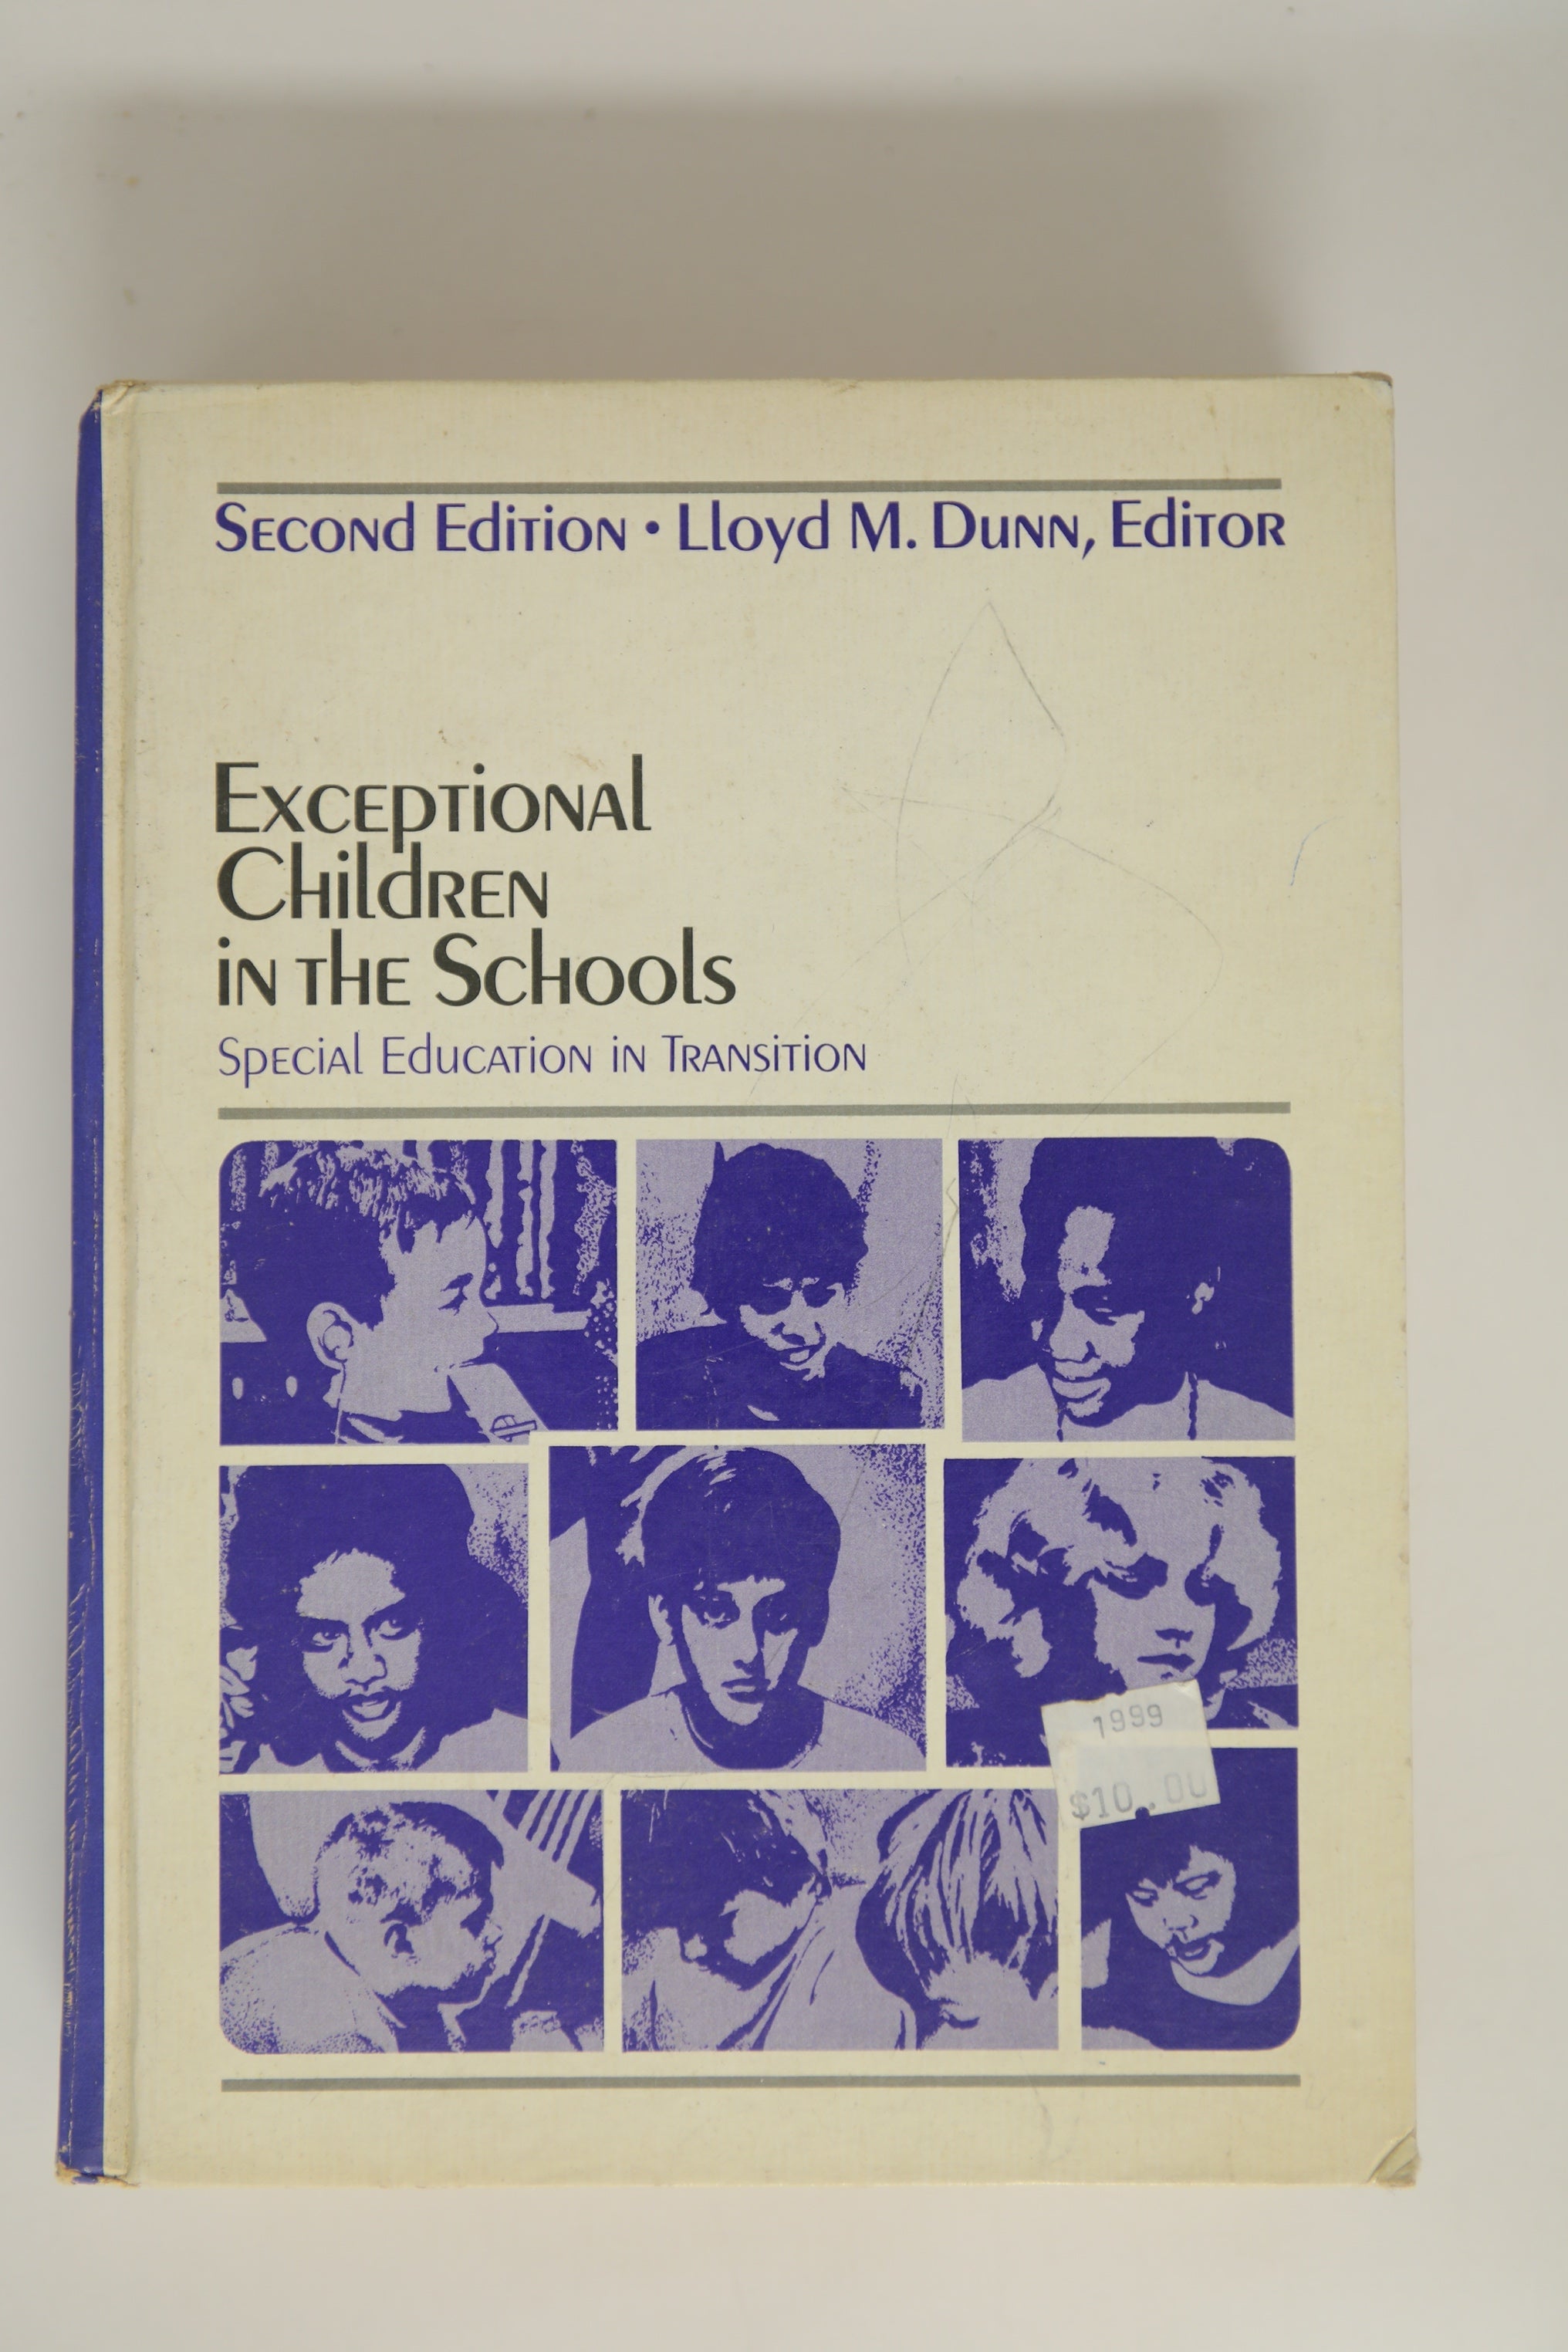 Second Edition • Lloyd M. Dunn, Editor
Exceptional
Children
in the Schools
Special Education in Transition
1999
$10.00